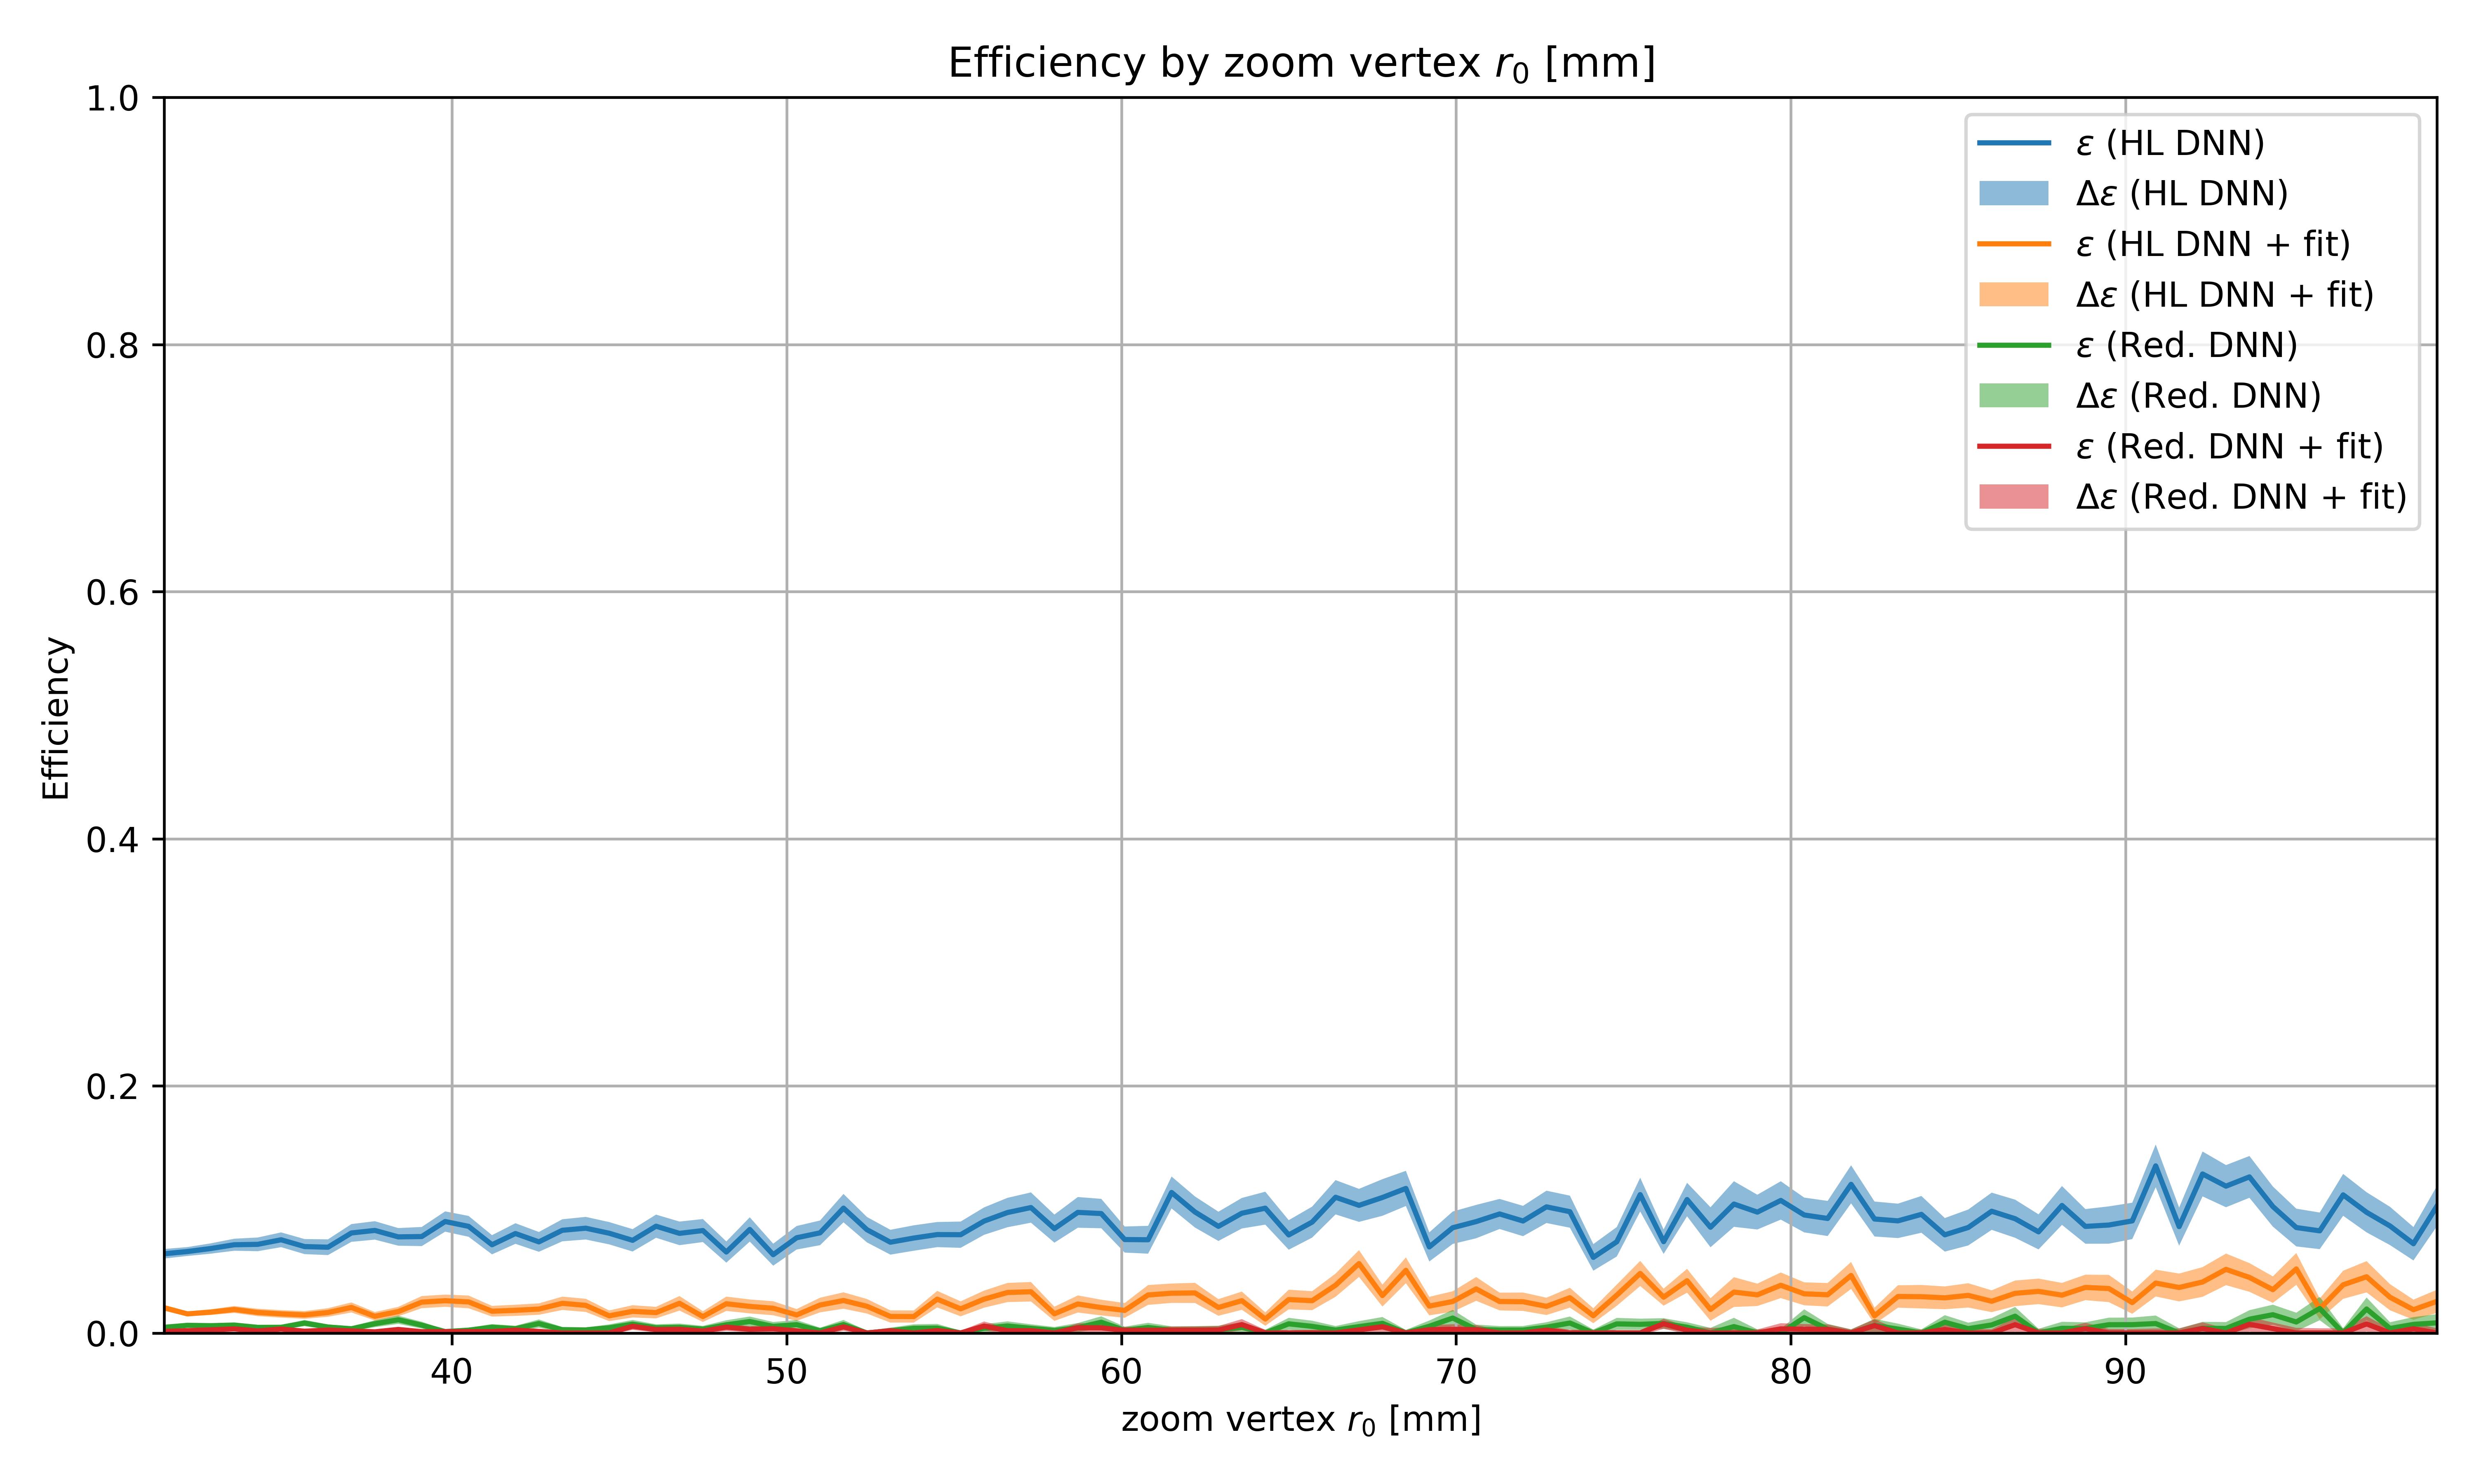 Efficiency by zoom vertex r₀ [mm]
1.0
0.8
0.6
0.4
0.2
0.0
Efficiency
ε (HL DNN)
Δε (HL DNN)
ε (HL DNN + fit)
Δε (HL DNN + fit)
ε (Red. DNN)
Δε (Red. DNN)
ε (Red. DNN + fit)
Δε (Red. DNN + fit)
40 50 60 70 80 90
zoom vertex r₀ [mm]